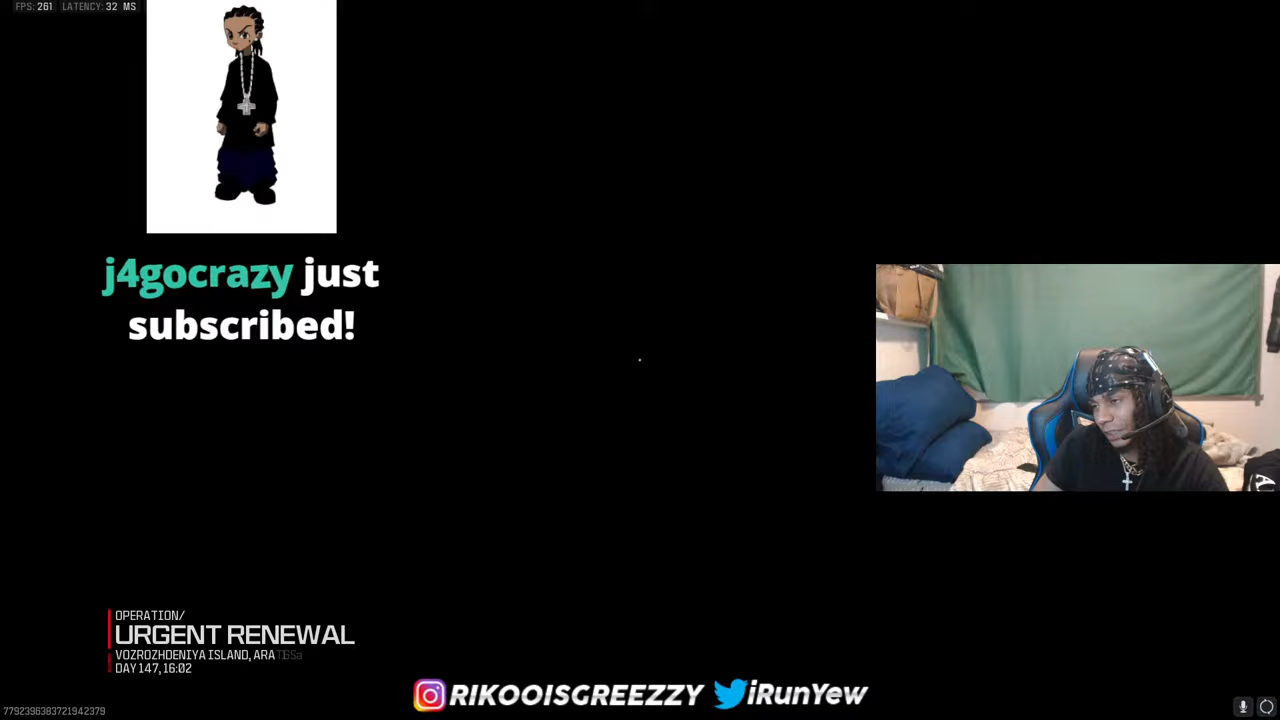 FPS: 261 LATENCY: 32 MS
j4gocrazy just
subscribed!
OPERATION/
URGENT RENEWAL
VOZROZHDENIYA ISLAND, ARA
DAY 147, 16:02
RIKOOISGREEZZY iRunYew
7792396383721942379